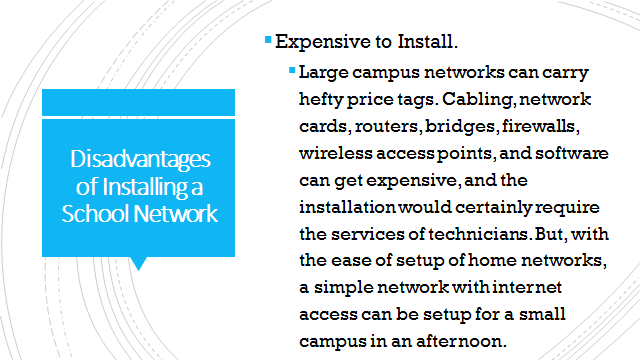 Disadvantages
of Installing a
School Network
Expensive to Install.
Large campus networks can carry
hefty price tags. Cabling, network
cards, routers, bridges, firewalls,
wireless access points, and software
can get expensive, and the
installation would certainly require
the services of technicians. But, with
the ease of setup of home networks,
a simple network with internet
access can be setup for a small
campus in an afternoon.